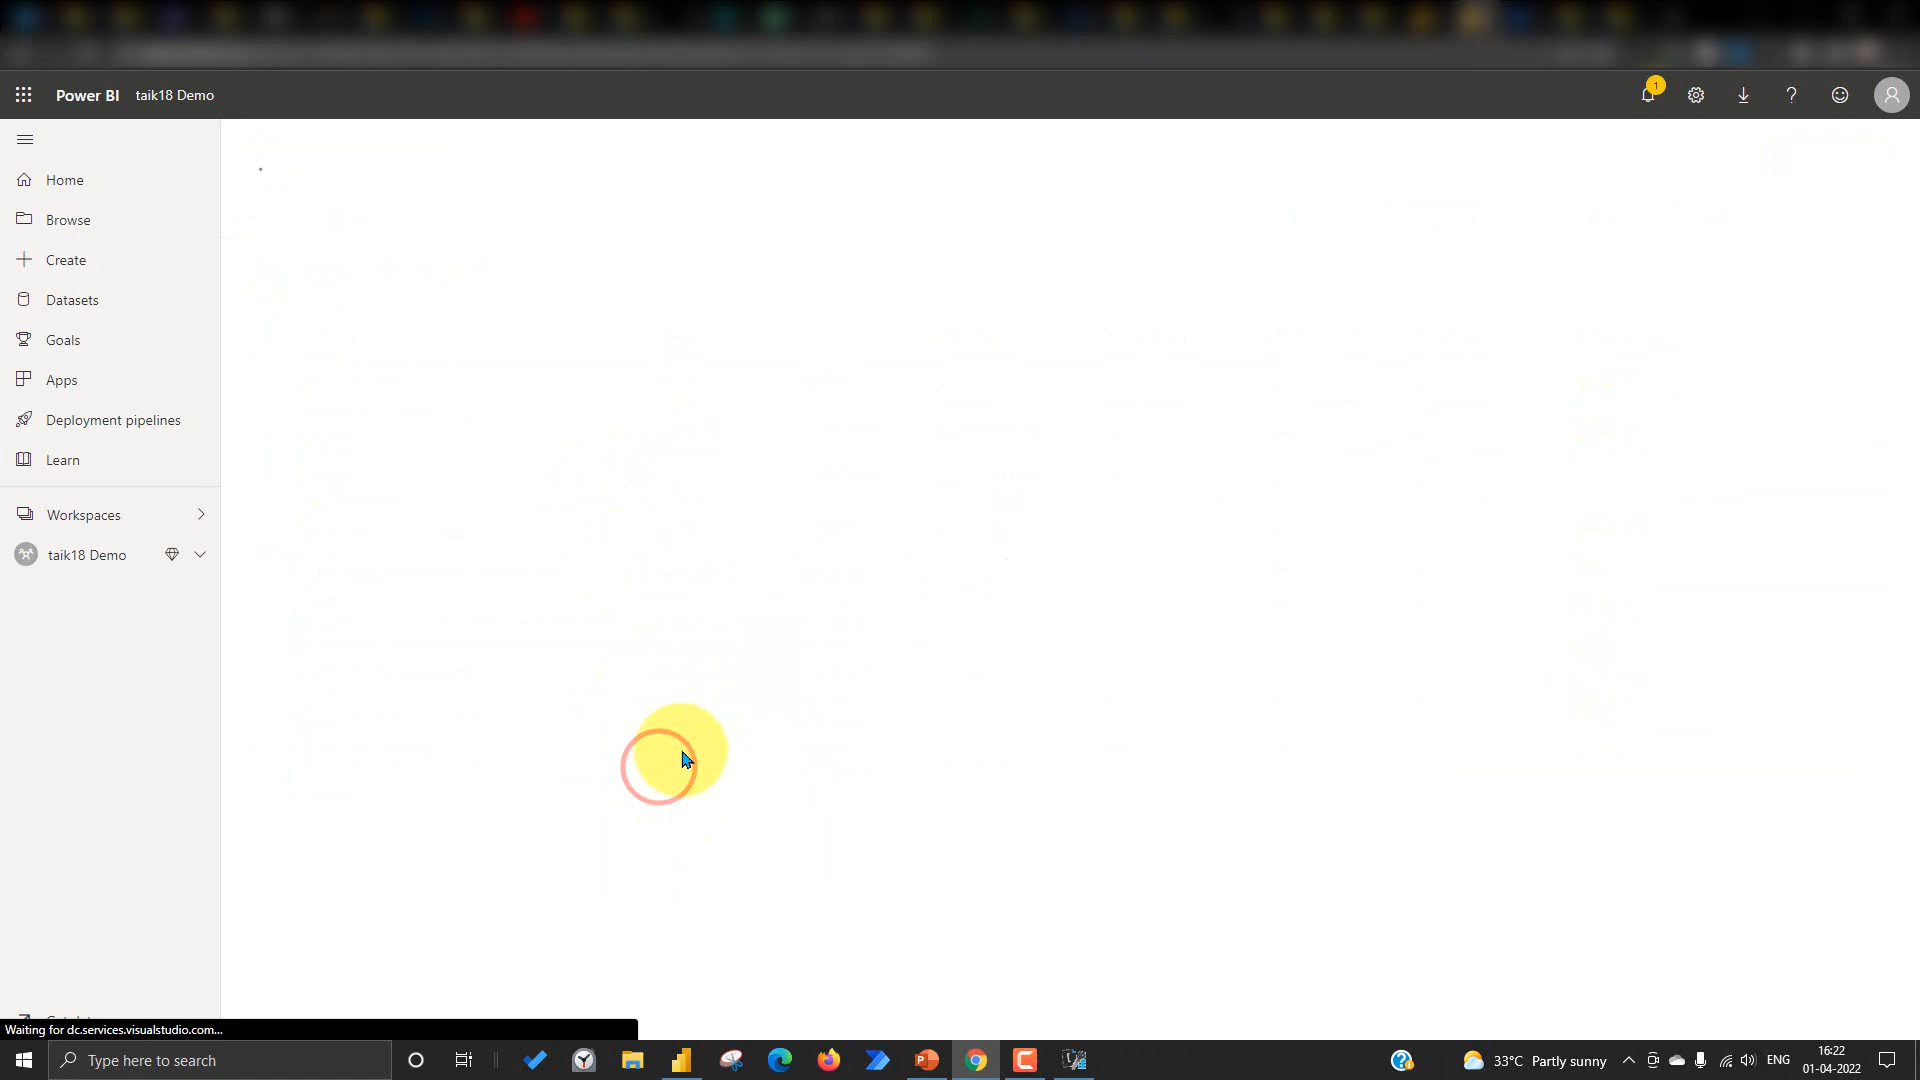 Power BI taik18 Demo 1
Home
Browse
Create
Datasets
Goals
Apps
Deployment pipelines
Learn
Workspaces
taik18 Demo
Waiting for dc.services.visualstudio.com...
Type here to search
33°C Partly sunny
ENG
16:22
01-04-2022